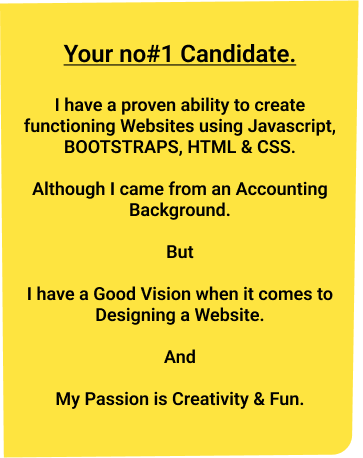 Your no#1 Candidate.
I have a proven ability to create
functioning Websites using Javascript,
BOOTSTRAPS, HTML & CSS.
Although I came from an Accounting
Background.
But
I have a Good Vision when it comes to
Designing a Website.
And
My Passion is Creativity & Fun.